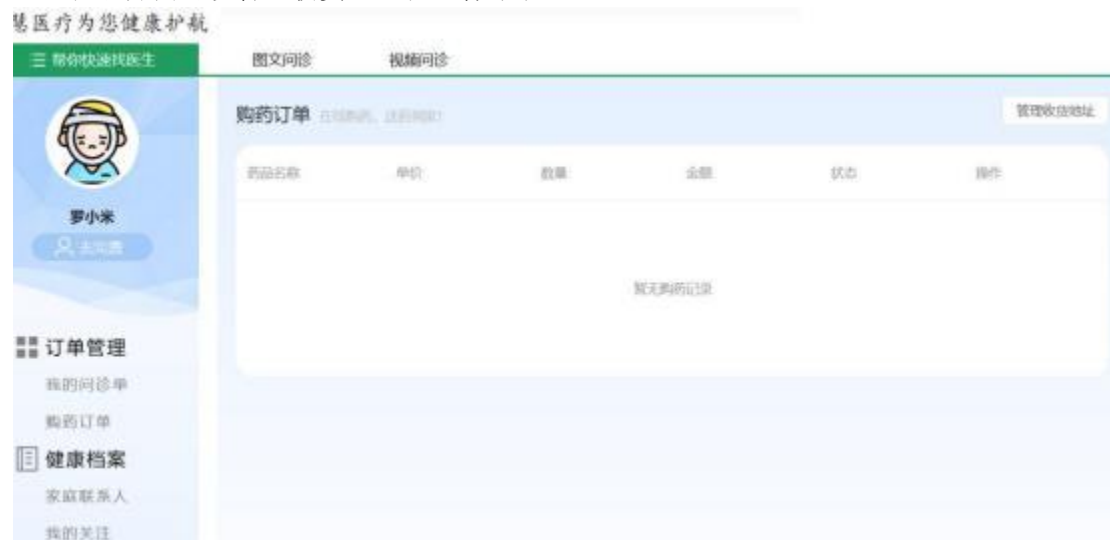 慧医疗为您健康护航
帮你快速找医生
图文问诊 视频问诊
购药订单
管理收货地址
药品名称 单价 数量 金额 状态 操作
罗小米
暂无购药记录
订单管理
我的问诊单
购药订单
健康档案
家庭联系人
我的关注